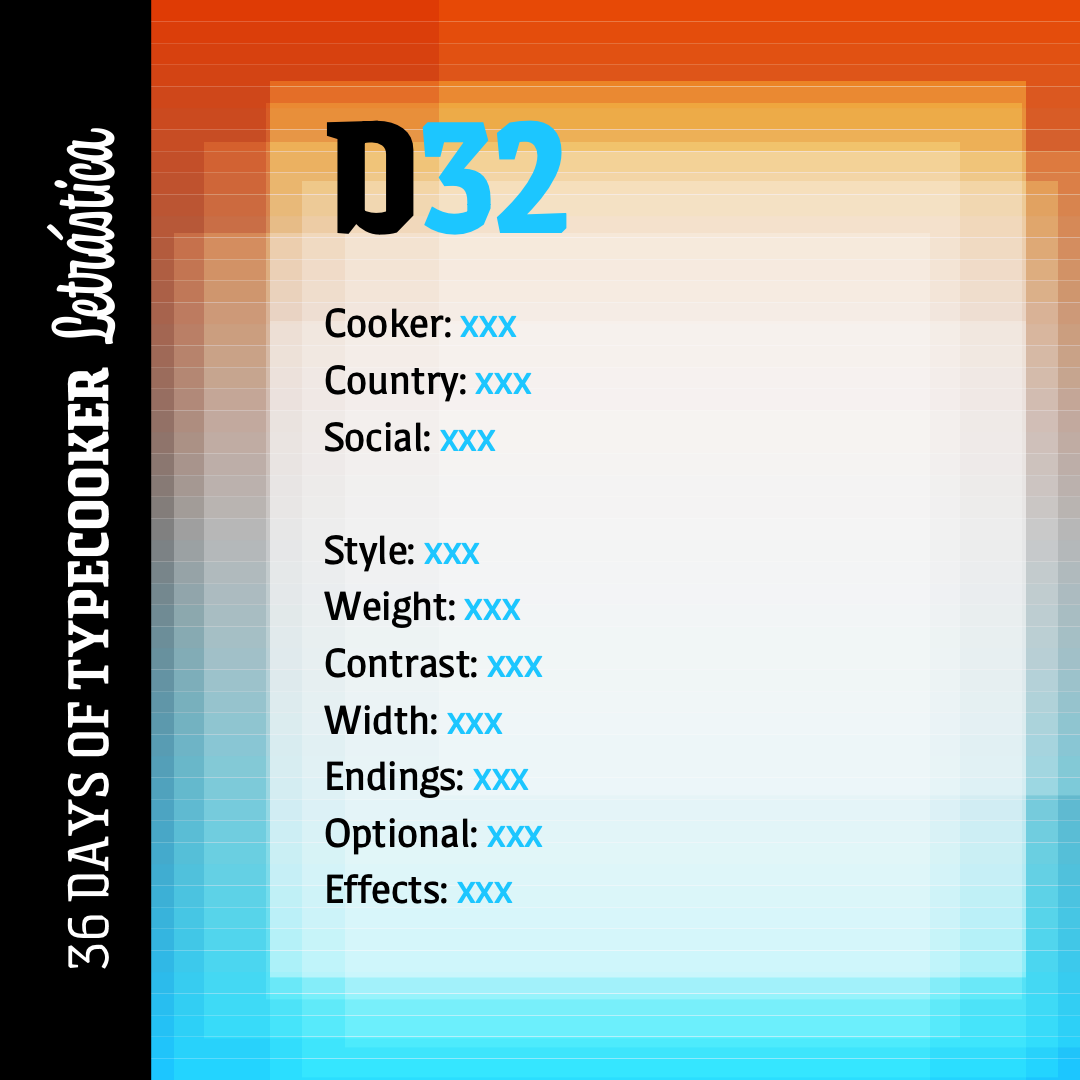 36 DAYS OF TYPECOOKER Letrástica
D32
Cooker: xxx
Country: xxx
Social: xxx
Style: xxx
Weight: xxx
Contrast: xxx
Width: xxx
Endings: xxx
Optional: xxx
Effects: xxx